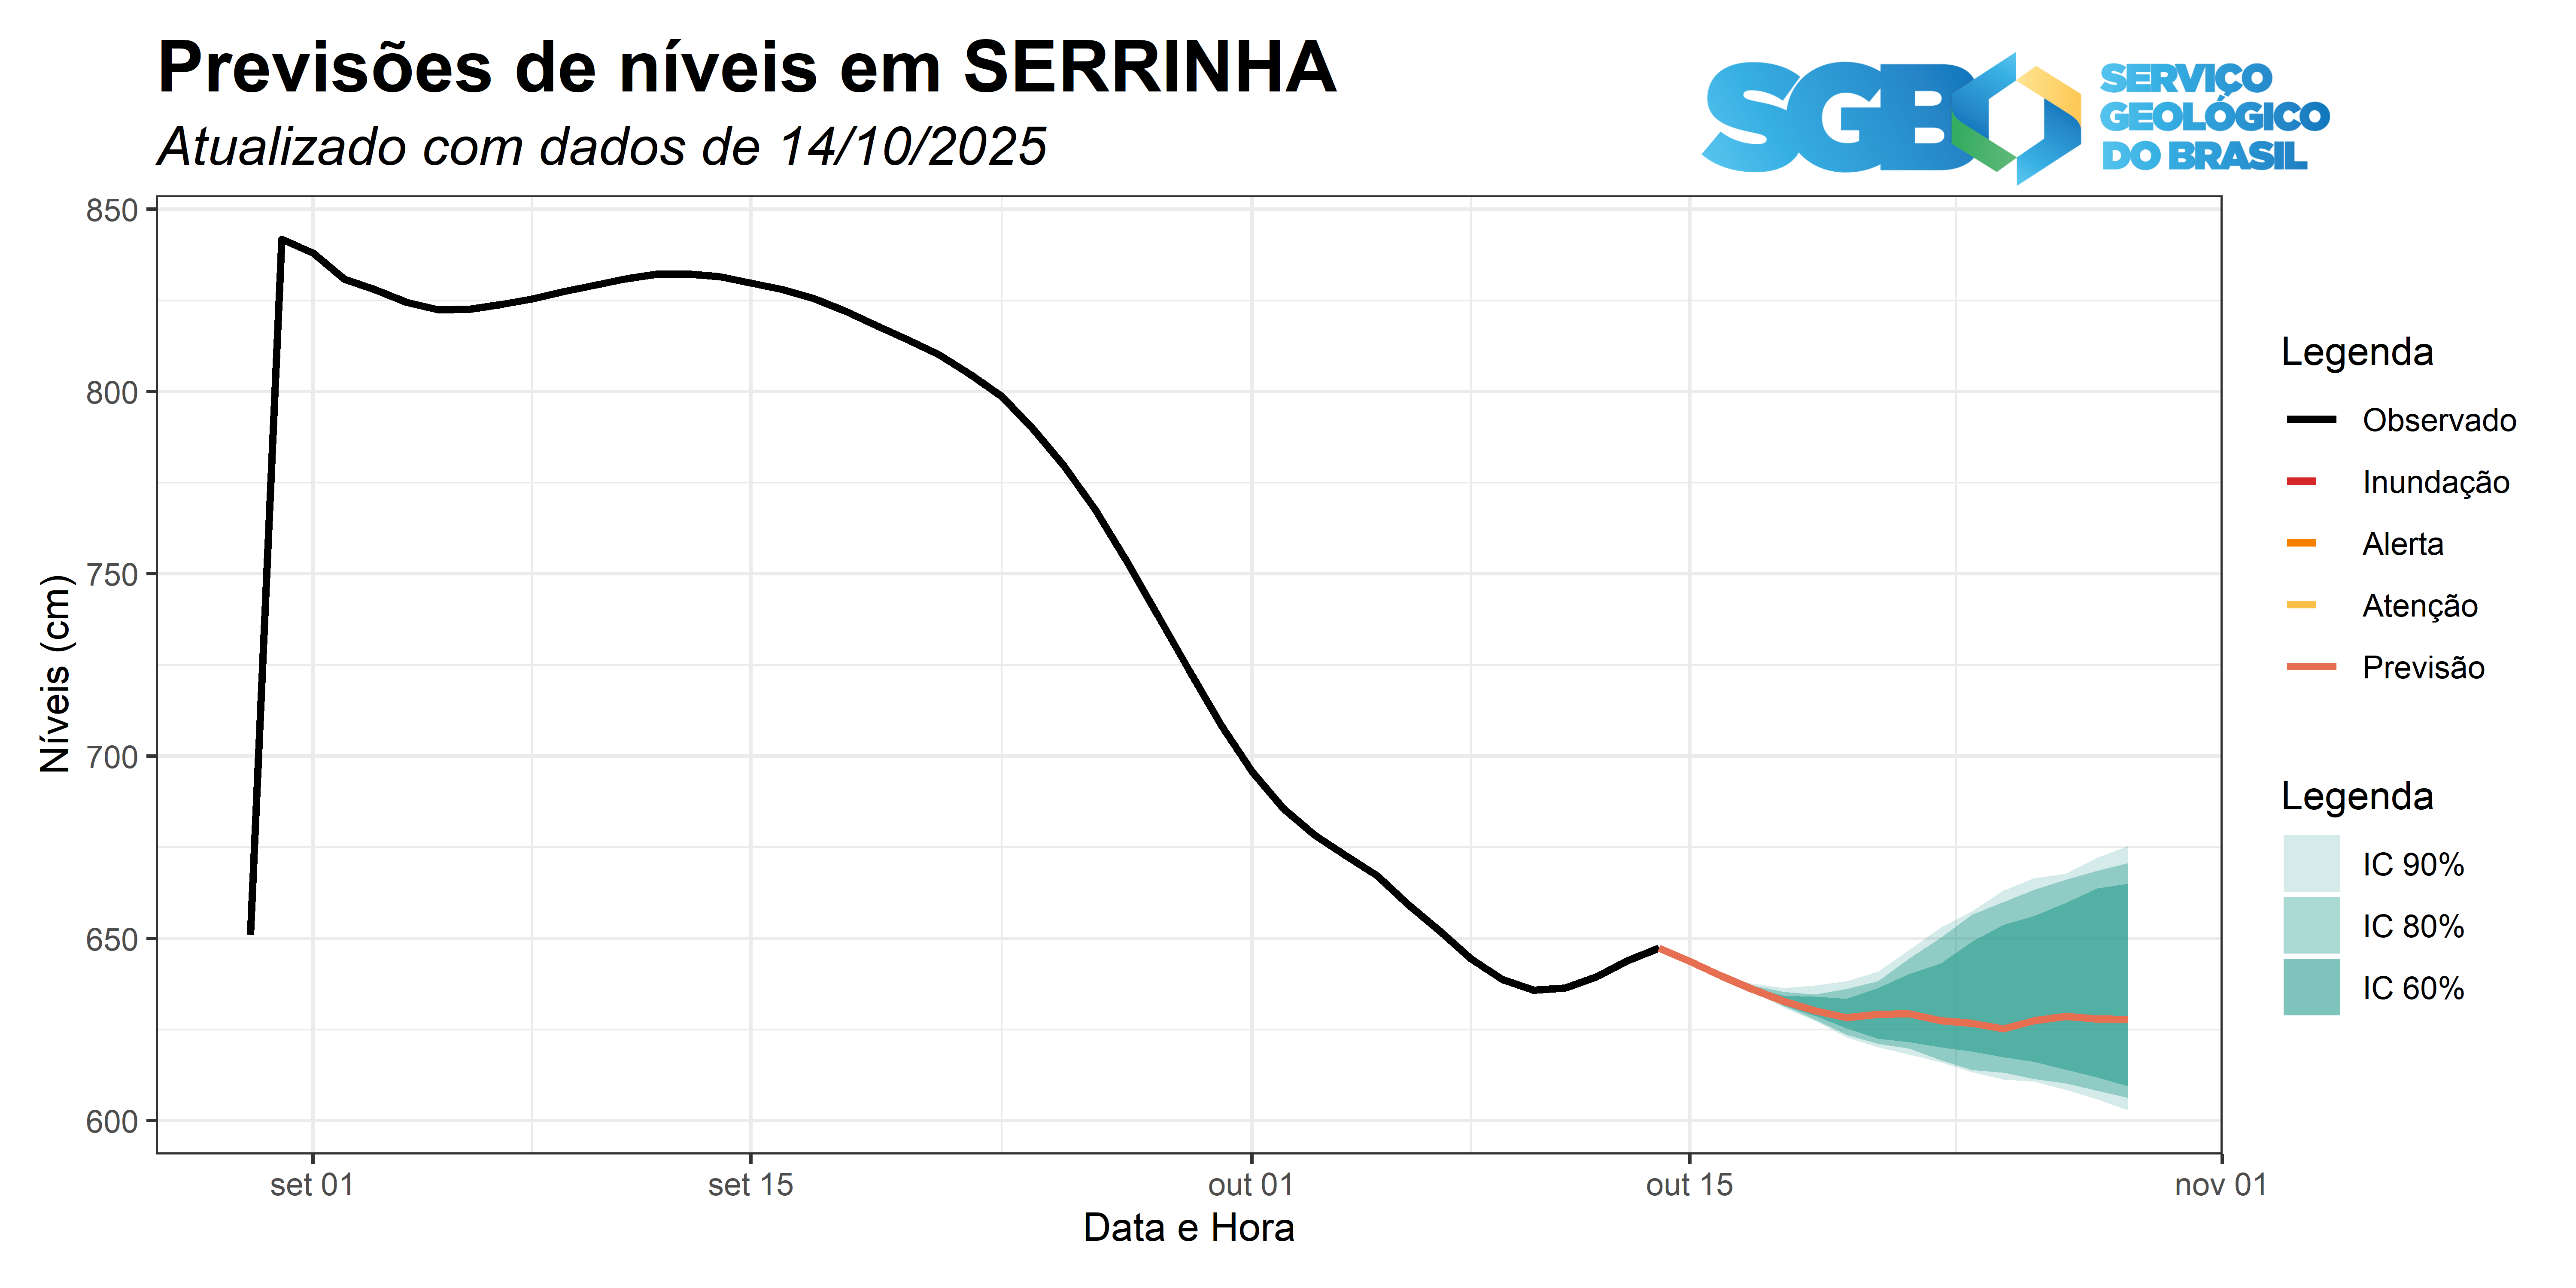 Previsões de níveis em SERRINHA
Atualizado com dados de 14/10/2025
SGB
SERVIÇO
GEOLÓGICO
DO BRASIL
850
800
750
700
650
600
Níveis (cm)
set 01
set 15
out 01
out 15
nov 01
Data e Hora
Legenda
Observado
Inundação
Alerta
Atenção
Previsão
Legenda
IC 90%
IC 80%
IC 60%